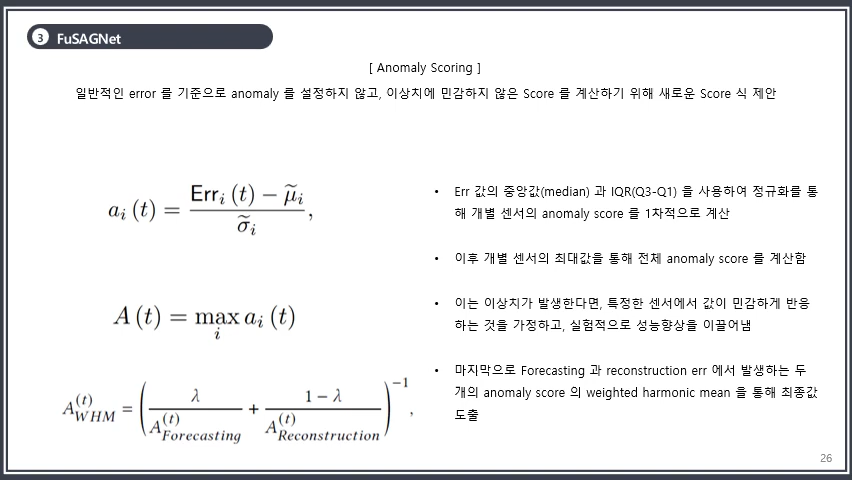 3 FuSAGNet
[ Anomaly Scoring ]
일반적인 error 를 기준으로 anomaly 를 설정하지 않고, 이상치에 민감하지 않은 Score 를 계산하기 위해 새로운 Score 식 제안
a_i (t) = (Err_i (t) − μ̃_i) / σ̃_i,
A (t) = max_i a_i (t)
A_{WHM}^{(t)} = (λ / A_{Forecasting}^{(t)} + (1 − λ) / A_{Reconstruction}^{(t)})^{−1},
• Err 값의 중앙값(median) 과 IQR(Q3-Q1) 을 사용하여 정규화를 통
해 개별 센서의 anomaly score 를 1차적으로 계산
• 이후 개별 센서의 최대값을 통해 전체 anomaly score 를 계산함
• 이는 이상치가 발생한다면, 특정한 센서에서 값이 민감하게 반응
하는 것을 가정하고, 실험적으로 성능향상을 이끌어냄
• 마지막으로 Forecasting 과 reconstruction err 에서 발생하는 두
개의 anomaly score 의 weighted harmonic mean 을 통해 최종값
도출
26